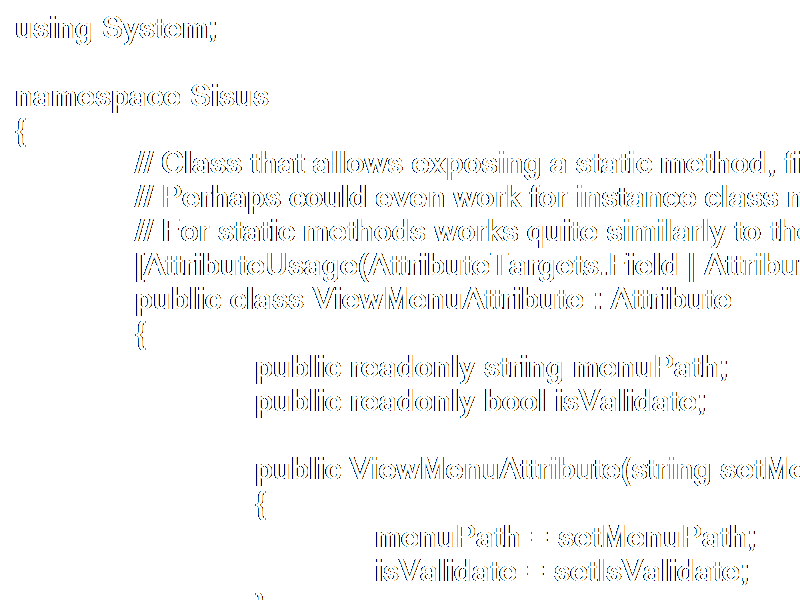 using System;
namespace Sisus
{
// Class that allows exposing a static method, fi
// Perhaps could even work for instance class
// For static methods works quite similarly to the
[AttributeUsage(AttributeTargets.Field | Attribu
public class ViewMenuAttribute : Attribute
{
public readonly string menuPath;
public readonly bool isValidate;
public ViewMenuAttribute(string setMe
{
menuPath = setMenuPath;
isValidate = setIsValidate;
}